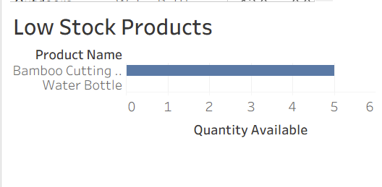 Low Stock Products
Product Name
Bamboo Cutting ..
Water Bottle
0 1 2 3 4 5 6
Quantity Available